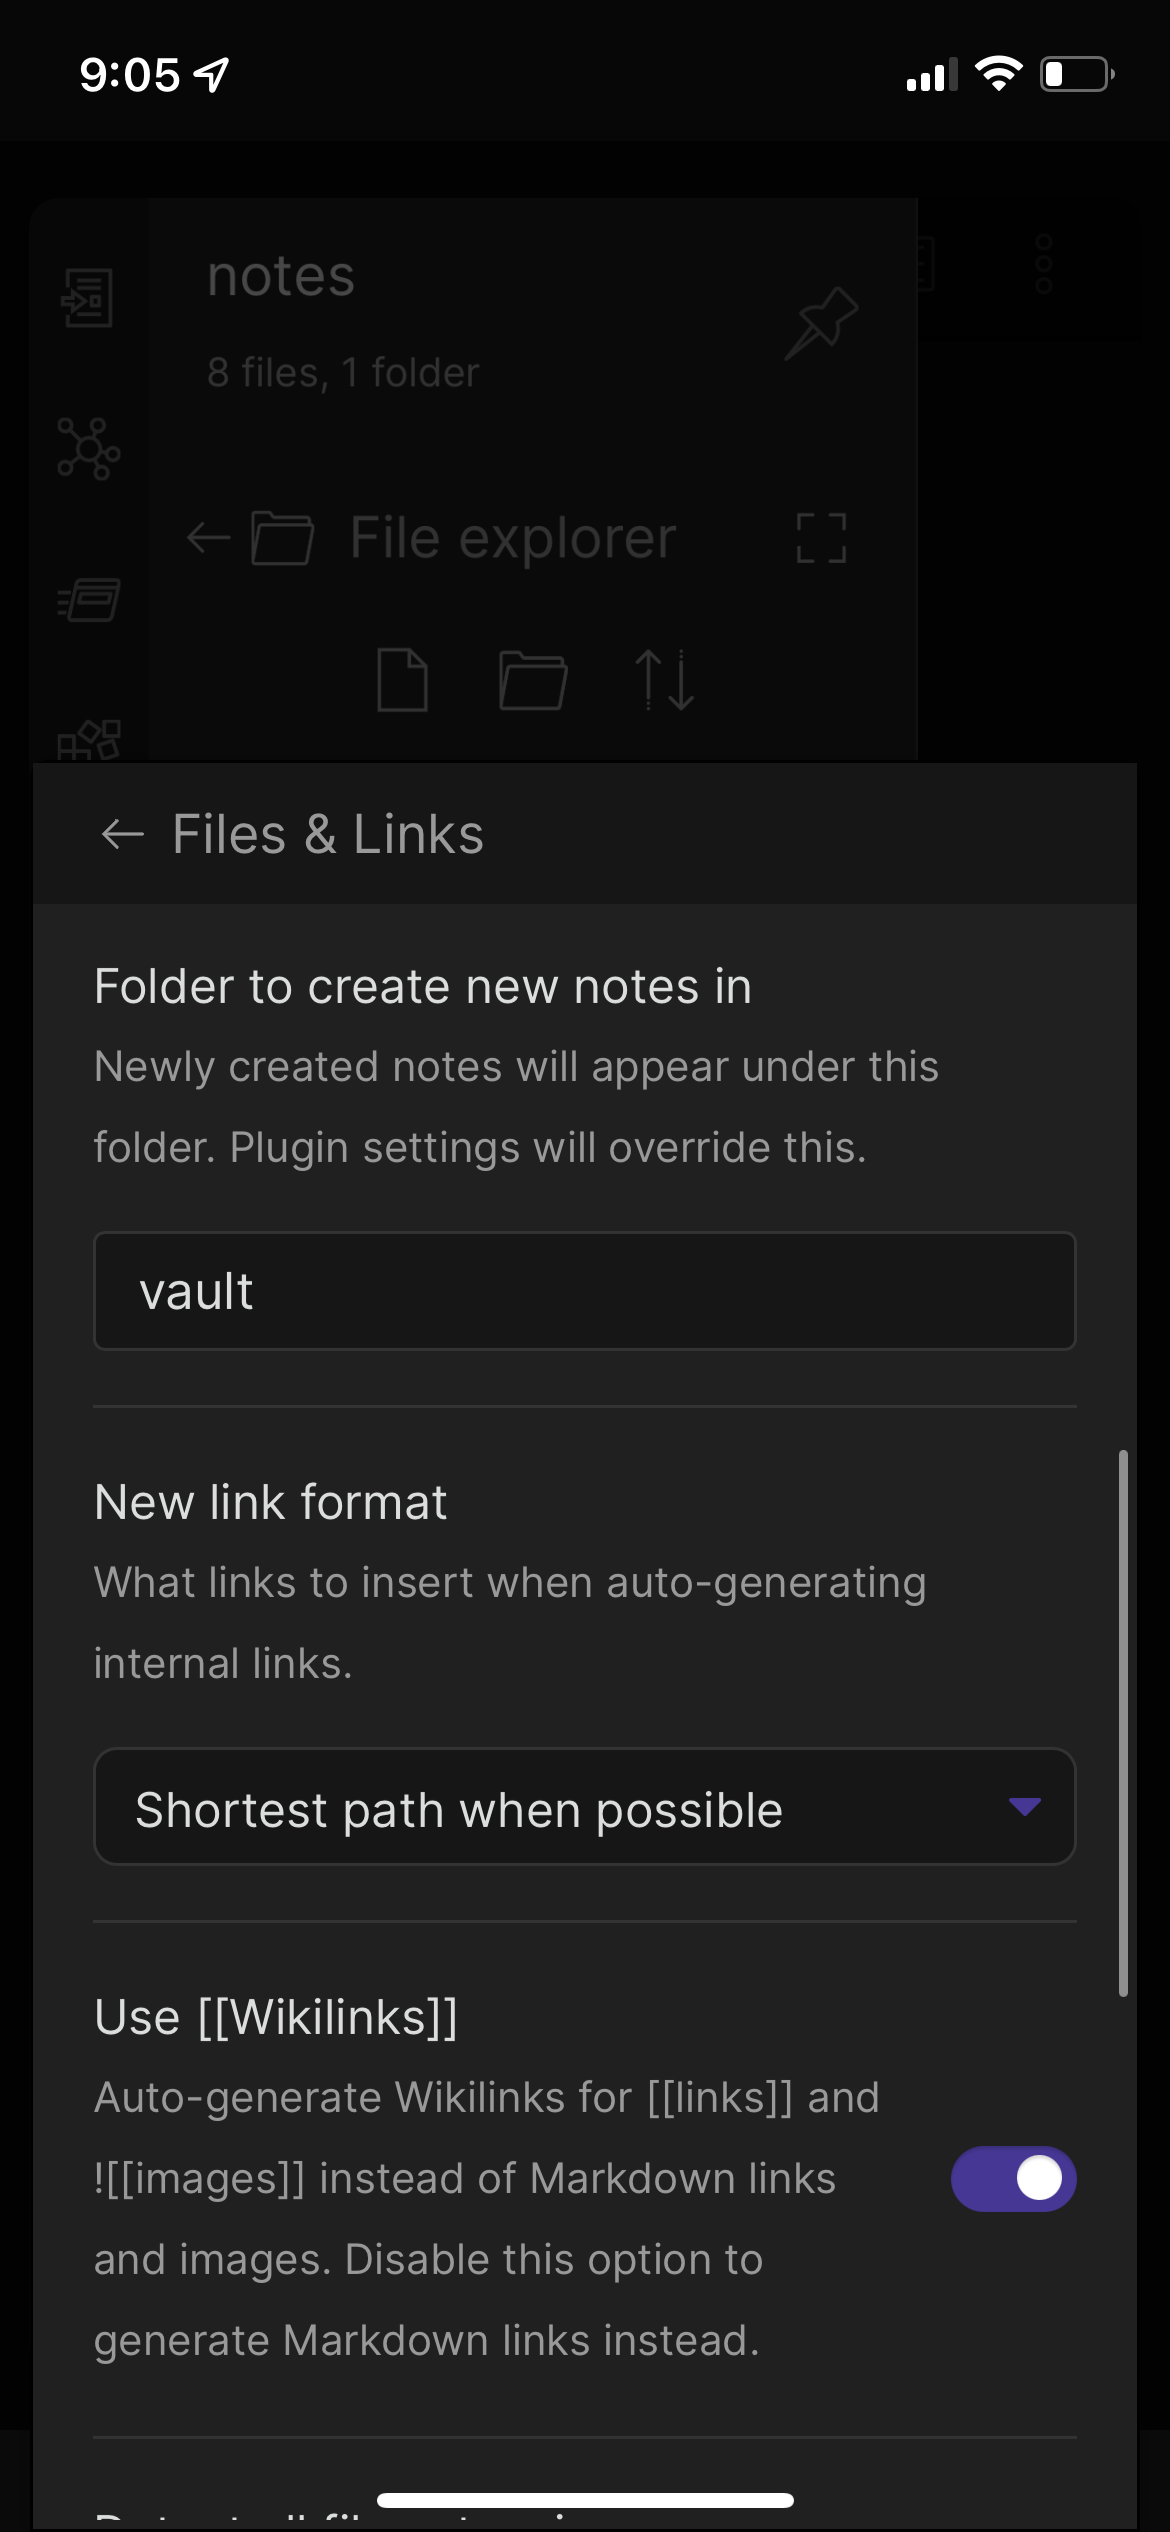 9:05
notes
8 files, 1 folder
File explorer
Files & Links
Folder to create new notes in
Newly created notes will appear under this
folder. Plugin settings will override this.
vault
New link format
What links to insert when auto-generating
internal links.
Shortest path when possible
Use [[Wikilinks]]
Auto-generate Wikilinks for [[links]] and
![[images]] instead of Markdown links
and images. Disable this option to
generate Markdown links instead.